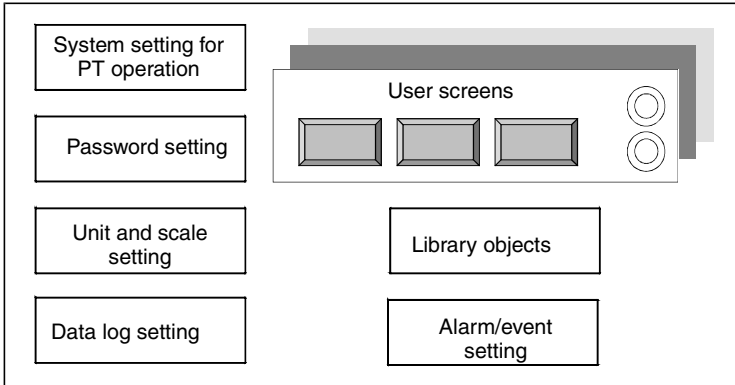 System setting for
PT operation
User screens
Password setting
Unit and scale
setting
Library objects
Data log setting
Alarm/event
setting